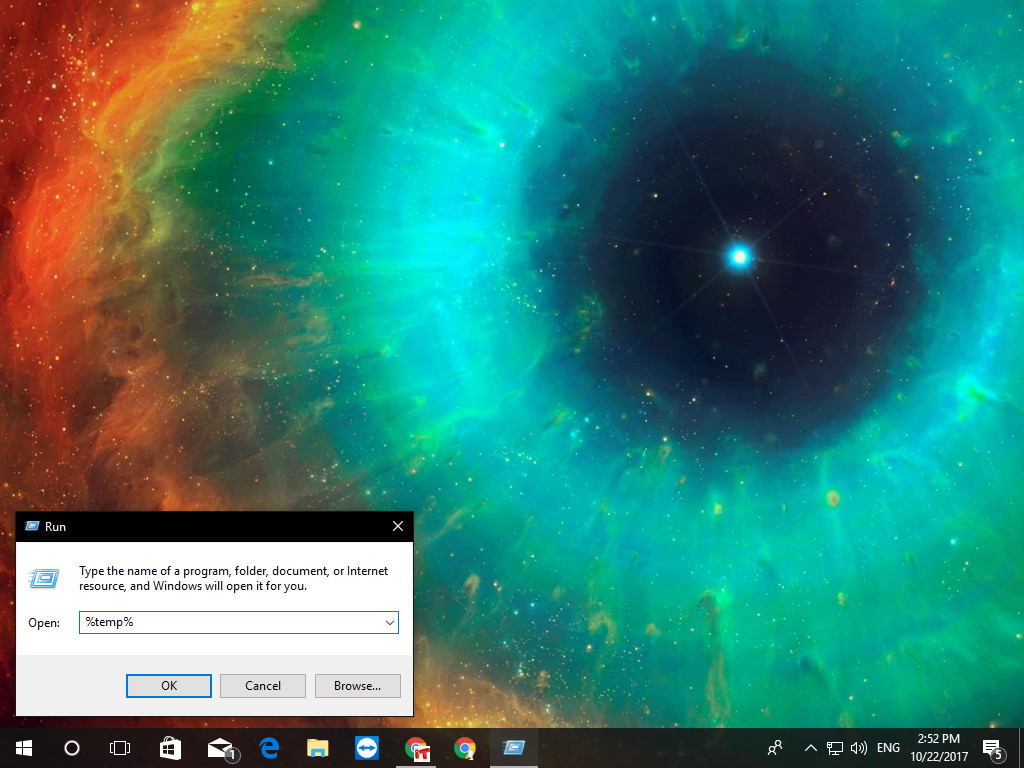 Run
Type the name of a program, folder, document, or Internet
resource, and Windows will open it for you.
Open:
%temp%
OK
Cancel
Browse...
1
IT
ENG
2:52 PM
10/22/2017
5